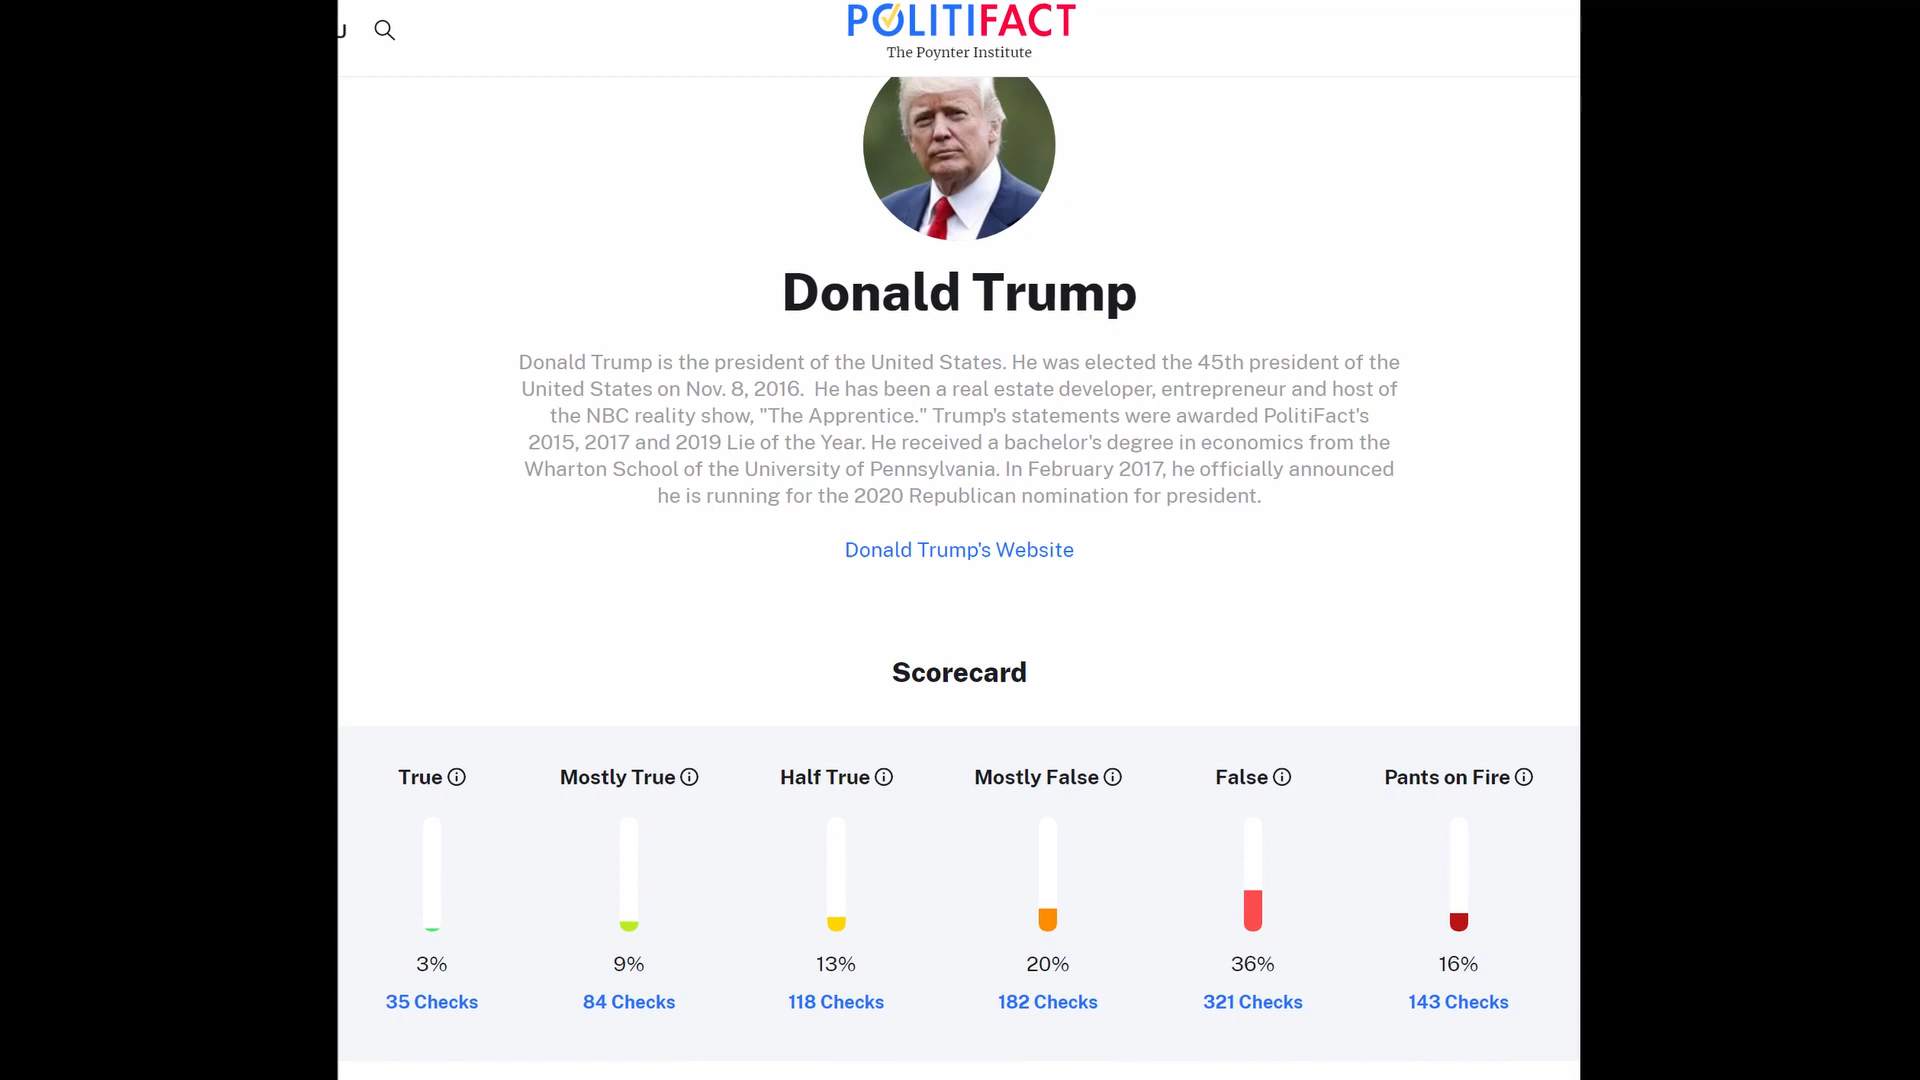 U
POLITIFACT
The Poynter Institute
Donald Trump
Donald Trump is the president of the United States. He was elected the 45th president of the
United States on Nov. 8, 2016.  He has been a real estate developer, entrepreneur and host of
the NBC reality show, "The Apprentice." Trump's statements were awarded PolitiFact's
2015, 2017 and 2019 Lie of the Year. He received a bachelor's degree in economics from the
Wharton School of the University of Pennsylvania. In February 2017, he officially announced
he is running for the 2020 Republican nomination for president.
Donald Trump's Website
Scorecard
True Mostly True Half True Mostly False False Pants on Fire
3% 9% 13% 20% 36% 16%
35 Checks 84 Checks 118 Checks 182 Checks 321 Checks 143 Checks